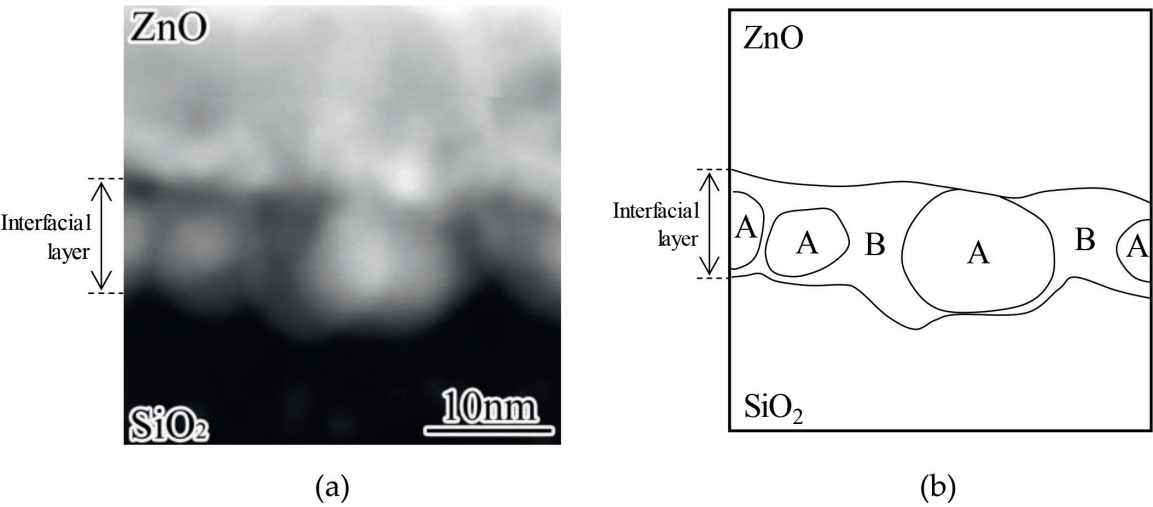 ZnO
Interfacial
layer
10nm
SiO₂
(a)
ZnO
Interfacial
layer
A
A
B
A
B
A
SiO₂
(b)